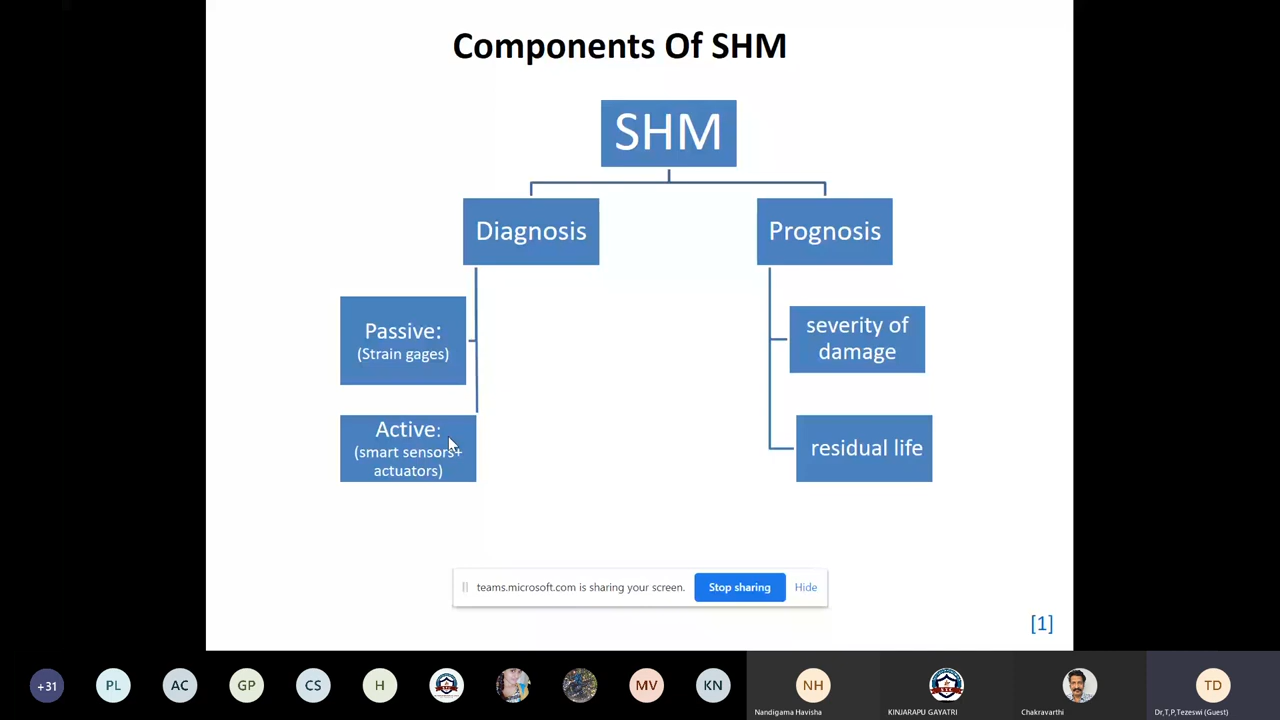 Components Of SHM
SHM
Diagnosis
Prognosis
Passive:
(Strain gages)
severity of
damage
Active:
(smart sensors+
actuators)
residual life
teams.microsoft.com is sharing your screen.
Stop sharing
Hide
[1]
+31
PL
AC
GP
CS
H
MV
KN
NH
TD
Nandigama Havisha
KINJARAPU GAYATRI
Chakravarthi
Dr,T,P,Tezeswi (Guest)